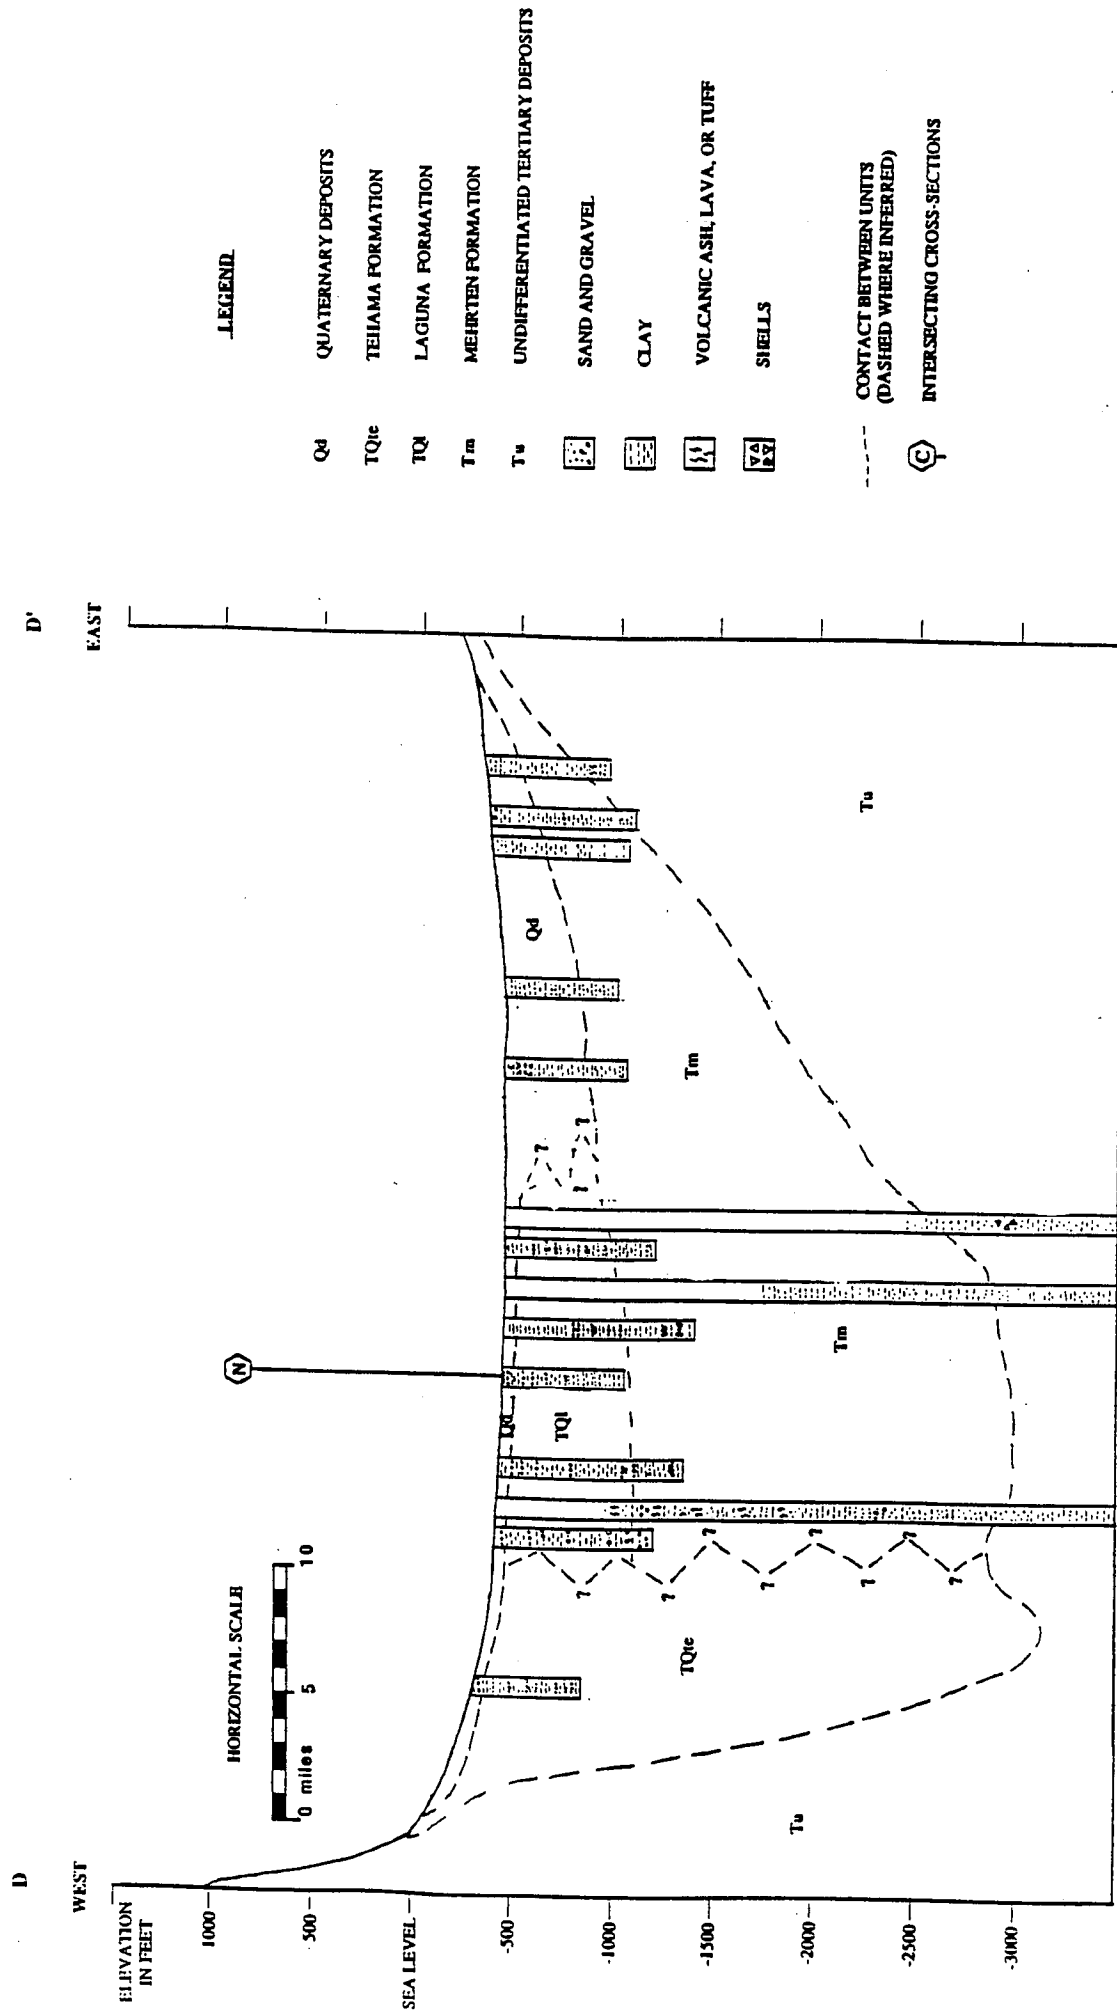 D
D'
WEST
EAST
ELEVATION
IN FEET
1000
500
SEA LEVEL
-500
-1000
-1500
-2000
-2500
-3000
HORIZONTAL SCALE
0 miles
5
10
N
Qd
TQl
Qd
Tm
Tm
TQte
Tu
Tu
?
?
?
?
?
?
?
?
?
?
?
?
LEGEND
Qd QUATERNARY DEPOSITS
TQte TEHAMA FORMATION
TQl LAGUNA FORMATION
Tm MEHRTEN FORMATION
Tu UNDIFFERENTIATED TERTIARY DEPOSITS
SAND AND GRAVEL
CLAY
VOLCANIC ASH, LAVA, OR TUFF
SHELLS
CONTACT BETWEEN UNITS
(DASHED WHERE INFERRED)
C INTERSECTING CROSS-SECTIONS